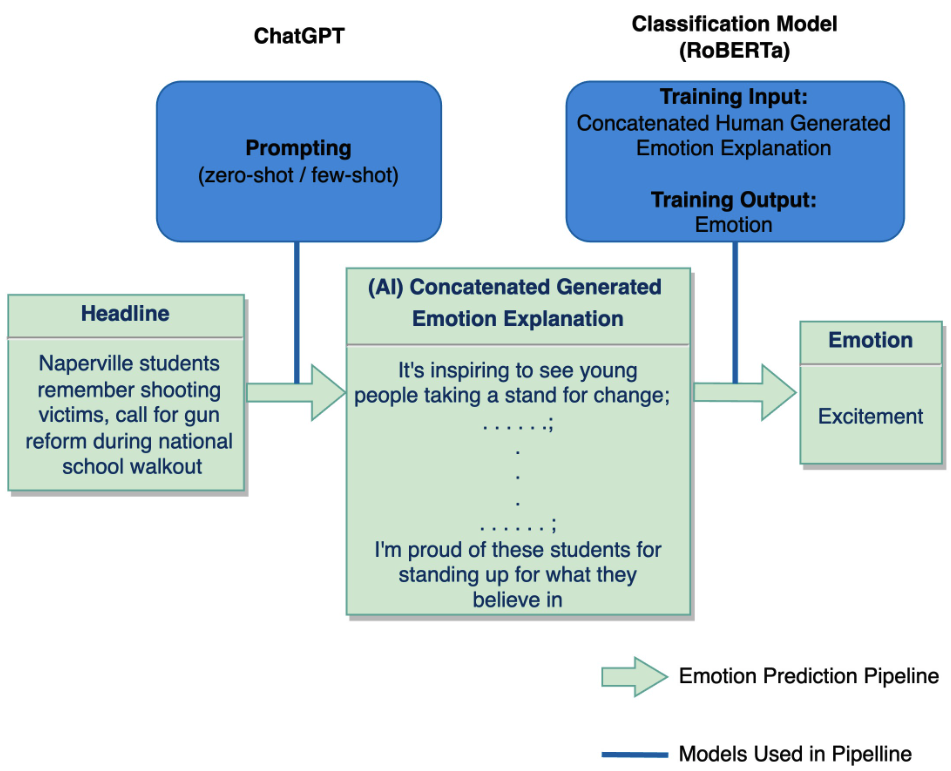 ChatGPT
Classification Model
(RoBERTa)
Prompting
(zero-shot / few-shot)
Training Input:
Concatenated Human Generated
Emotion Explanation
Training Output:
Emotion
Headline
Naperville students
remember shooting
victims, call for gun
reform during national
school walkout
(AI) Concatenated Generated
Emotion Explanation
It's inspiring to see young
people taking a stand for change;
. . . . . .;
.
.
.
. . . . . . ;
I'm proud of these students for
standing up for what they
believe in
Emotion
Excitement
Emotion Prediction Pipeline
Models Used in Pipelline